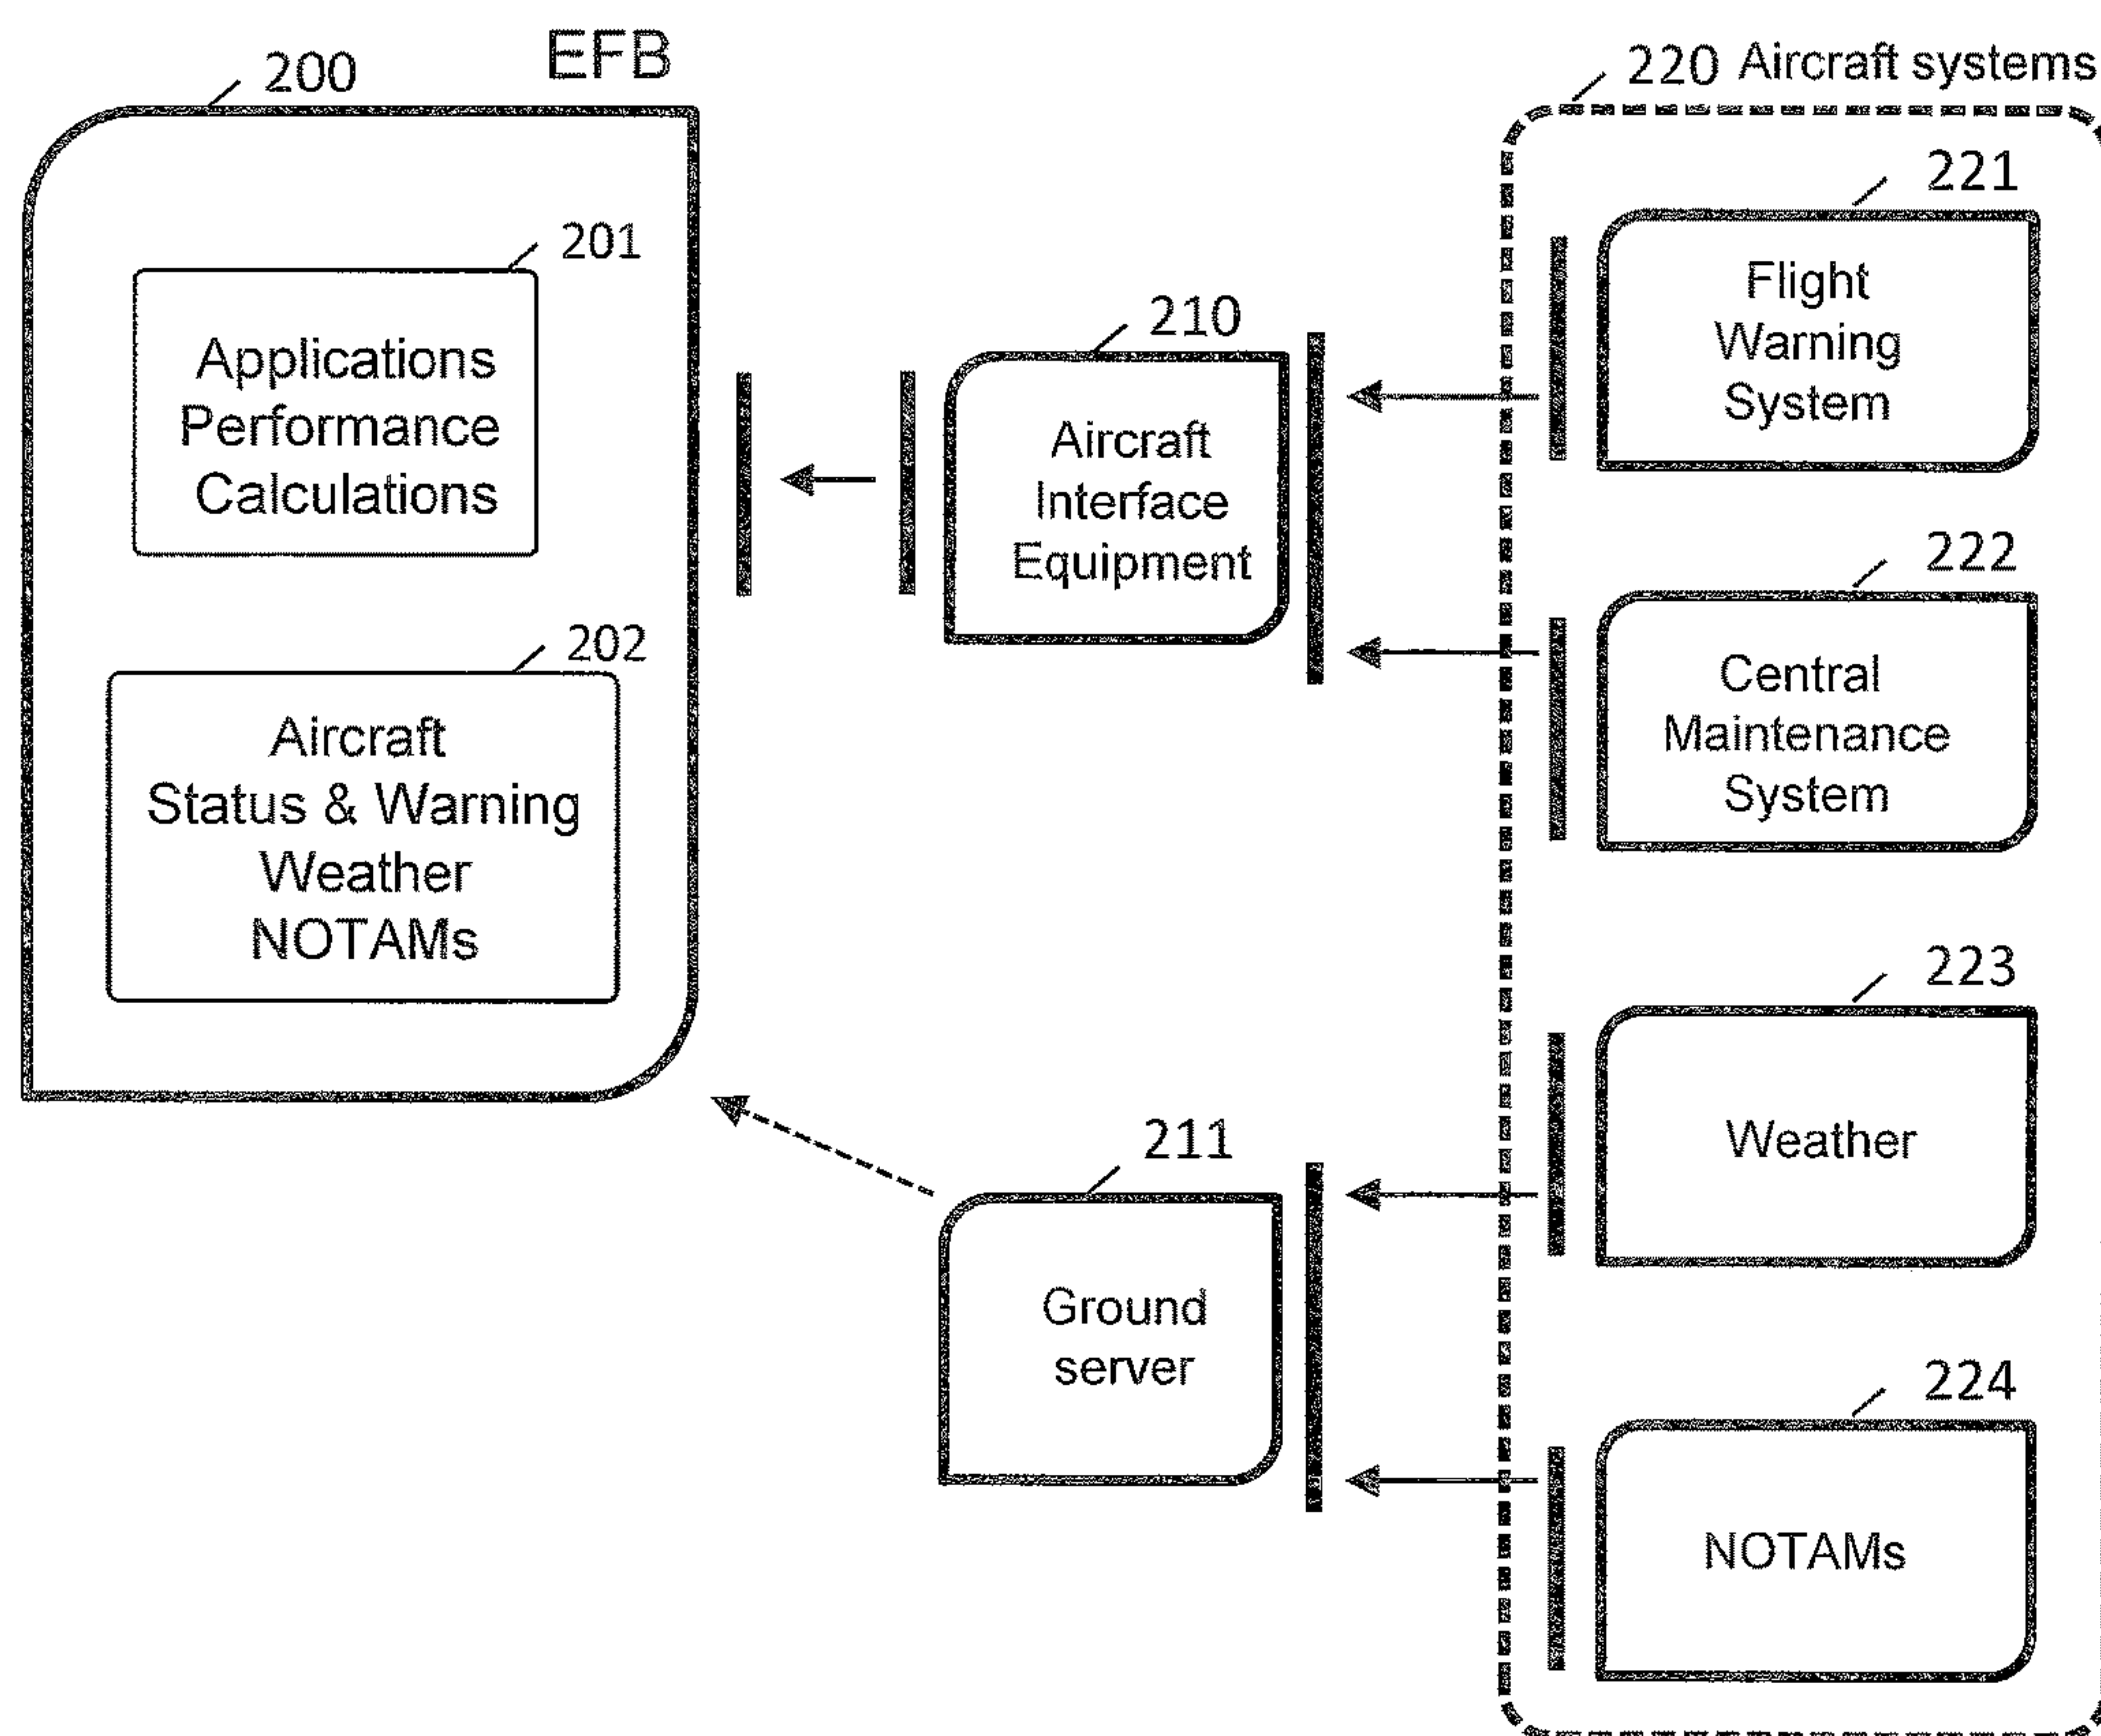 200
EFB
201
Applications
Performance
Calculations
202
Aircraft
Status & Warning
Weather
NOTAMs
210
Aircraft
Interface
Equipment
211
Ground
server
220 Aircraft systems
221
Flight
Warning
System
222
Central
Maintenance
System
223
Weather
224
NOTAMs